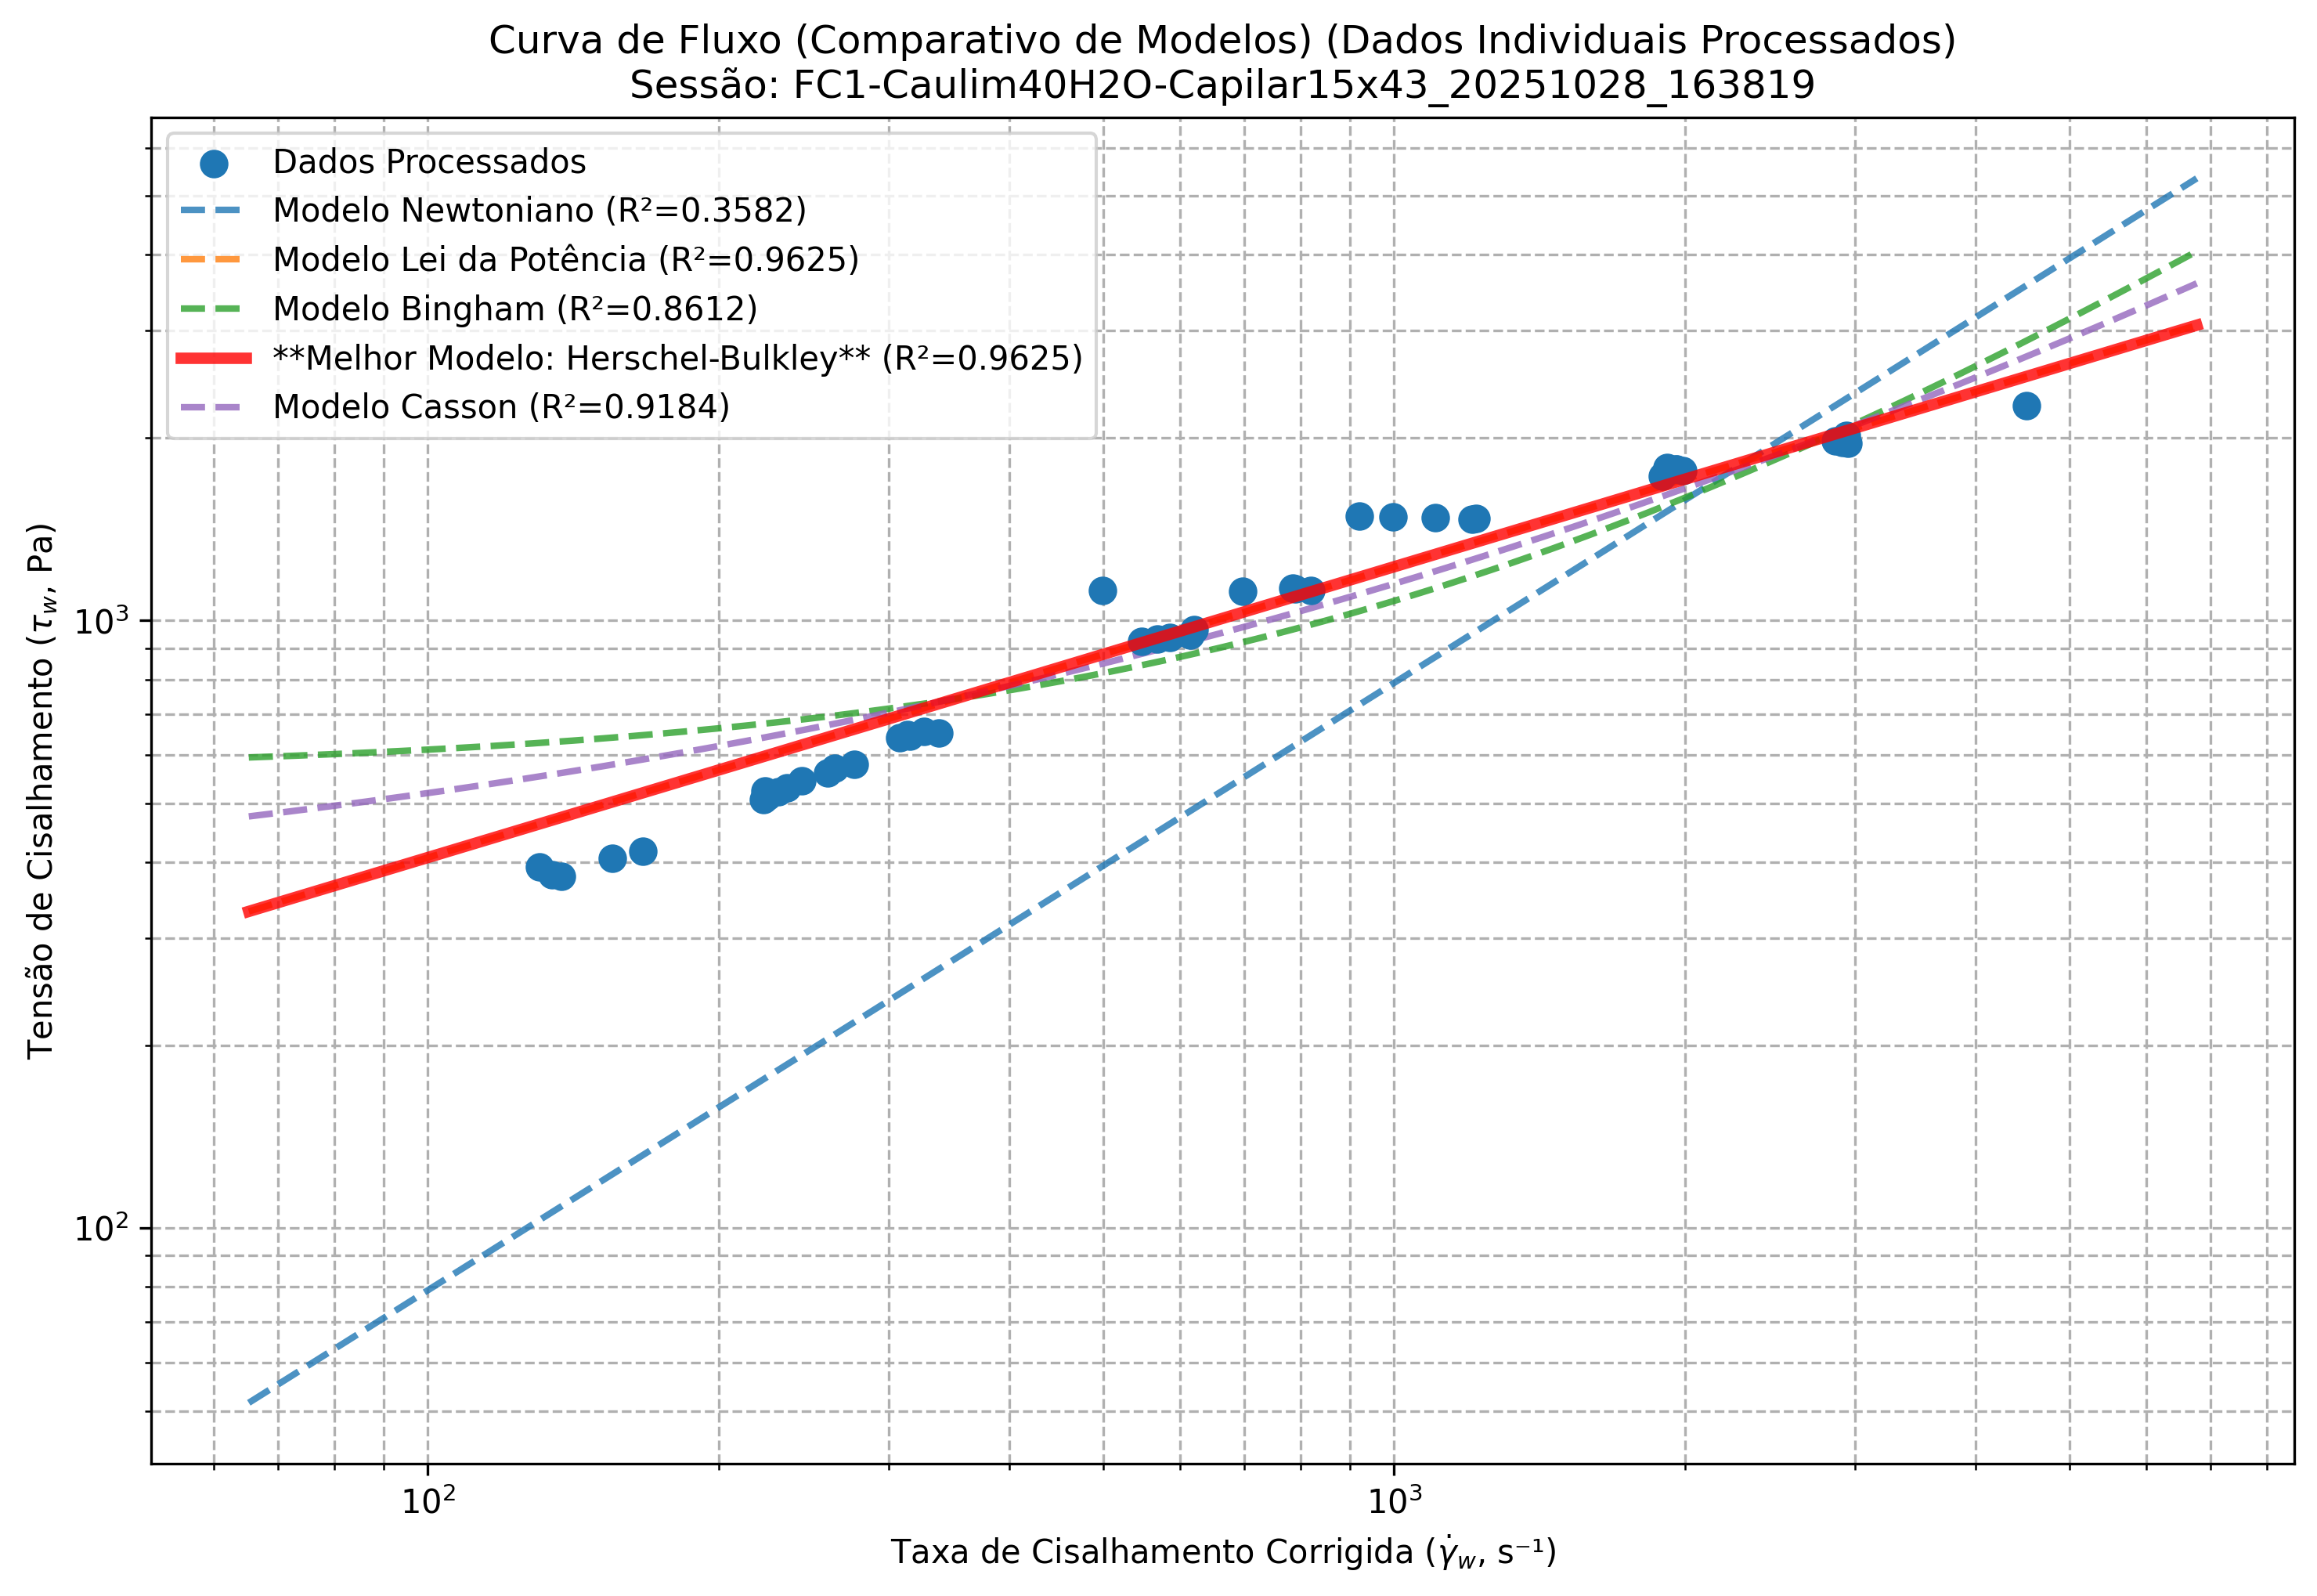 Curva de Fluxo (Comparativo de Modelos) (Dados Individuais Processados)
Sessão: FC1-Caulim40H2O-Capilar15x43_20251028_163819
Dados Processados
Modelo Newtoniano (R²=0.3582)
Modelo Lei da Potência (R²=0.9625)
Modelo Bingham (R²=0.8612)
**Melhor Modelo: Herschel-Bulkley** (R²=0.9625)
Modelo Casson (R²=0.9184)
Tensão de Cisalhamento (τ_w, Pa)
10³
10²
10²
10³
Taxa de Cisalhamento Corrigida (γ̇_w, s⁻¹)